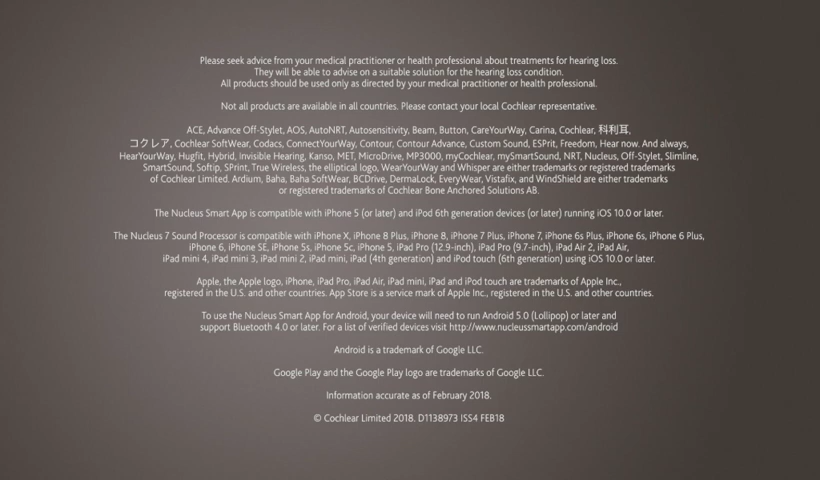 Please seek advice from your medical practitioner or health professional about treatments for hearing loss.
They will be able to advise on a suitable solution for the hearing loss condition.
All products should be used only as directed by your medical practitioner or health professional.
Not all products are available in all countries. Please contact your local Cochlear representative.
ACE, Advance Off-Stylet, AOS, AutoNRT, Autosensitivity, Beam, Button, CareYourWay, Carina, Cochlear, 科利耳,
コクレア, Cochlear SoftWear, Codacs, ConnectYourWay, Contour, Contour Advance, Custom Sound, ESPrit, Freedom, Hear now. And always,
HearYourWay, Hugfit, Hybrid, Invisible Hearing, Kanso, MET, MicroDrive, MP3000, myCochlear, mySmartSound, NRT, Nucleus, Off-Stylet, Slimline,
SmartSound, Softip, SPrint, True Wireless, the elliptical logo, WearYourWay and Whisper are either trademarks or registered trademarks
of Cochlear Limited. Ardium, Baha, Baha SoftWear, BCDrive, DermaLock, EveryWear, Vistafix, and WindShield are either trademarks
or registered trademarks of Cochlear Bone Anchored Solutions AB.
The Nucleus Smart App is compatible with iPhone 5 (or later) and iPod 6th generation devices (or later) running iOS 10.0 or later.
The Nucleus 7 Sound Processor is compatible with iPhone X, iPhone 8 Plus, iPhone 8, iPhone 7 Plus, iPhone 7, iPhone 6s Plus, iPhone 6s, iPhone 6 Plus,
iPhone 6, iPhone SE, iPhone 5s, iPhone 5c, iPhone 5, iPad Pro (12.9-inch), iPad Pro (9.7-inch), iPad Air 2, iPad Air,
iPad mini 4, iPad mini 3, iPad mini 2, iPad mini, iPad (4th generation) and iPod touch (6th generation) using iOS 10.0 or later.
Apple, the Apple logo, iPhone, iPad Pro, iPad Air, iPad mini, iPad and iPod touch are trademarks of Apple Inc.,
registered in the U.S. and other countries. App Store is a service mark of Apple Inc., registered in the U.S. and other countries.
To use the Nucleus Smart App for Android, your device will need to run Android 5.0 (Lollipop) or later and
support Bluetooth 4.0 or later. For a list of verified devices visit http://www.nucleussmartapp.com/android
Android is a trademark of Google LLC.
Google Play and the Google Play logo are trademarks of Google LLC.
Information accurate as of February 2018.
© Cochlear Limited 2018. D1138973 ISS4 FEB18